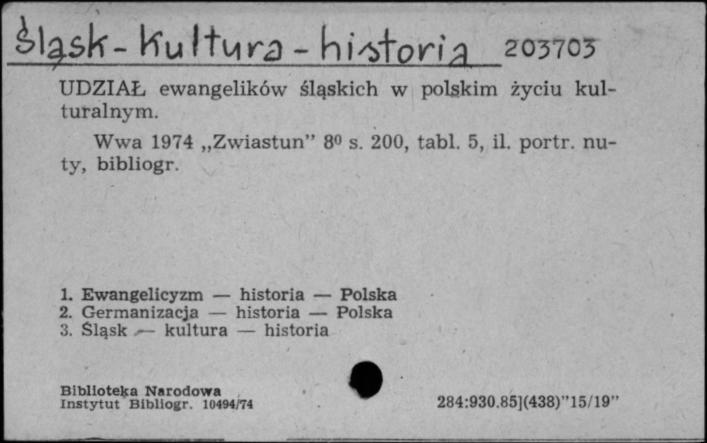 Śląsk - Kultura - historia 203703
UDZIAŁ ewangelików śląskich w polskim życiu kul-
turalnym.
Wwa 1974 „Zwiastun” 8⁰ s. 200, tabl. 5, il. portr. nu-
ty, bibliogr.
1. Ewangelicyzm — historia — Polska
2. Germanizacja — historia — Polska
3. Śląsk — kultura — historia
Biblioteka Narodowa
Instytut Bibliogr. 10494/74
284:930.85](438)”15/19”